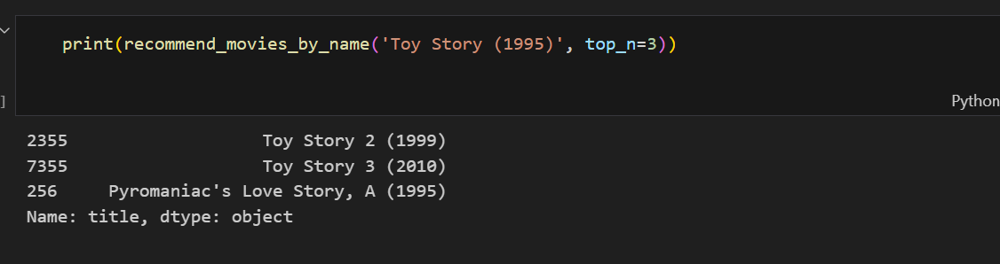 print(recommend_movies_by_name('Toy Story (1995)', top_n=3))
]
Python
2355                   Toy Story 2 (1999)
7355                   Toy Story 3 (2010)
256    Pyromaniac's Love Story, A (1995)
Name: title, dtype: object